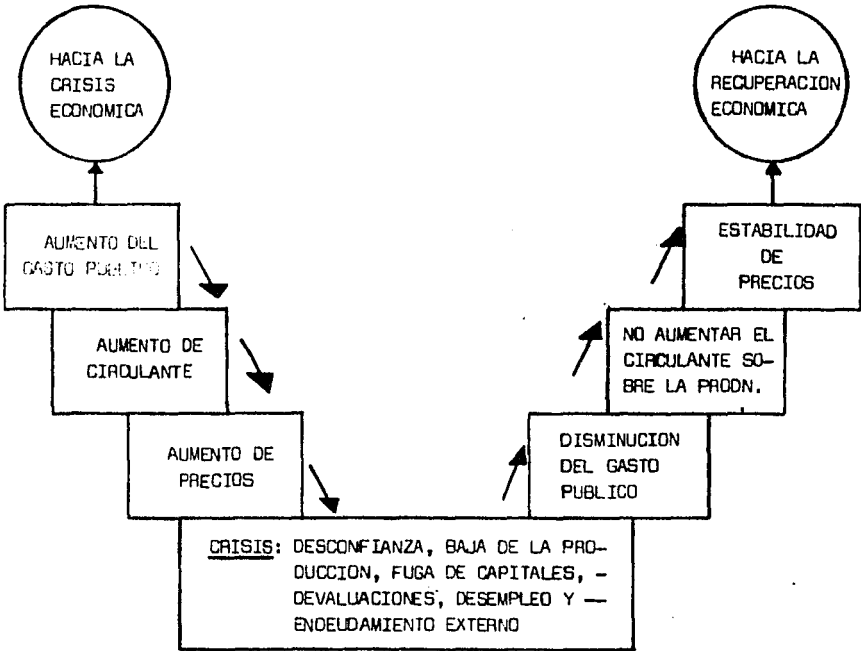 HACIA LA
CRISIS
ECONOMICA
AUMENTO DEL
GASTO PUBLICO
AUMENTO DE
CIRCULANTE
AUMENTO DE
PRECIOS
CRISIS: DESCONFIANZA, BAJA DE LA PRO-
DUCCION, FUGA DE CAPITALES, -
DEVALUACIONES, DESEMPLEO Y —
ENDEUDAMIENTO EXTERNO
DISMINUCION
DEL GASTO
PUBLICO
NO AUMENTAR EL
CIRCULANTE SO-
BRE LA PRODN.
ESTABILIDAD
DE
PRECIOS
HACIA LA
RECUPERACION
ECONOMICA